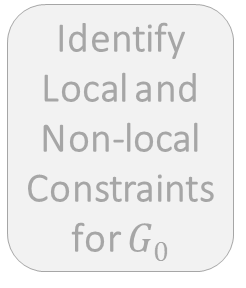 Identify
Local and
Non-local
Constraints
for G₀